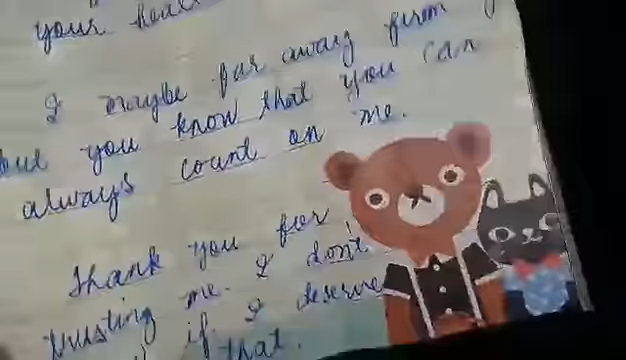 your
I maybe far away from
but you know that you can
always count on me.
Thank you for
trusting me. I don't
if I deserve
that.